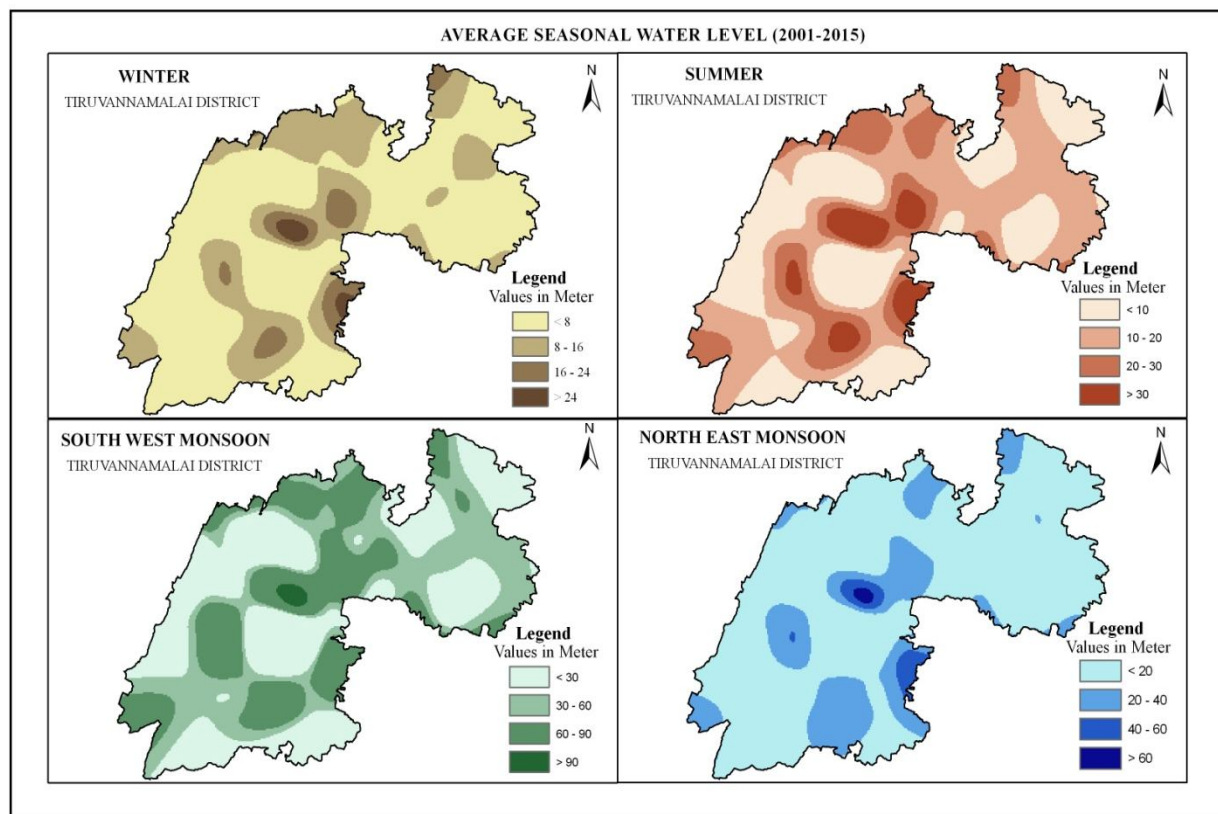 AVERAGE SEASONAL WATER LEVEL (2001-2015)
WINTER
TIRUVANNAMALAI DISTRICT
N
Legend
Values in Meter
< 8
8 - 16
16 - 24
> 24
SUMMER
TIRUVANNAMALAI DISTRICT
N
Legend
Values in Meter
< 10
10 - 20
20 - 30
> 30
SOUTH WEST MONSOON
TIRUVANNAMALAI DISTRICT
N
Legend
Values in Meter
< 30
30 - 60
60 - 90
> 90
NORTH EAST MONSOON
TIRUVANNAMALAI DISTRICT
N
Legend
Values in Meter
< 20
20 - 40
40 - 60
> 60